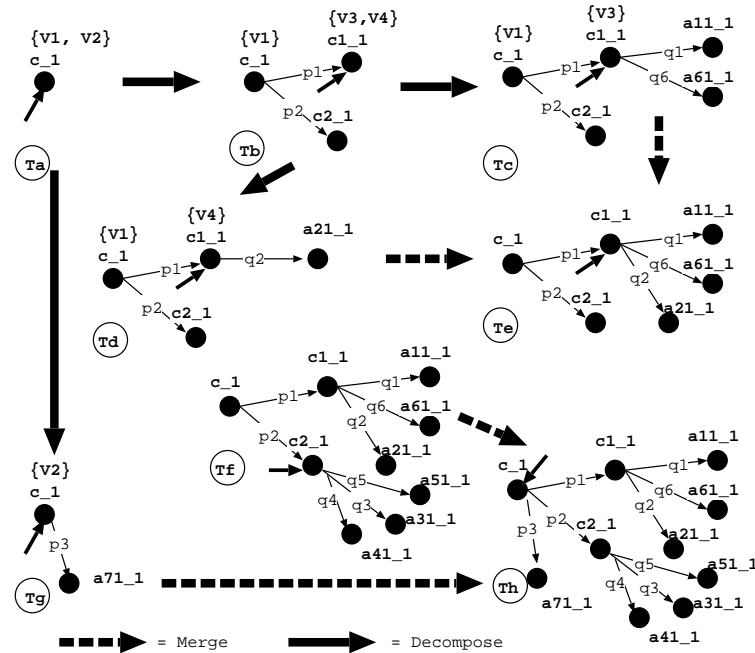 {V1, V2}
c_1
Ta
{V1}
c_1
{V3,V4}
c1_1
p1
p2
c2_1
Tb
{V1}
c_1
{V3}
c1_1
a11_1
q1
q6
a61_1
p1
p2
c2_1
Tc
{V1}
c_1
{V4}
c1_1
a21_1
p1
q2
p2
c2_1
Td
c_1
c1_1
a11_1
p1
q1
q6
a61_1
q2
p2
c2_1
a21_1
Te
c_1
c1_1
a11_1
p1
q1
q6
a61_1
q2
p2
c2_1
a21_1
Tf
q5
a51_1
q4
q3
a31_1
a41_1
{V2}
c_1
p3
a71_1
Tg
c_1
c1_1
a11_1
p1
q1
q6
a61_1
q2
p3
p2
c2_1
a21_1
q5
a51_1
q4
q3
a31_1
Th
a71_1
a41_1
= Merge
= Decompose